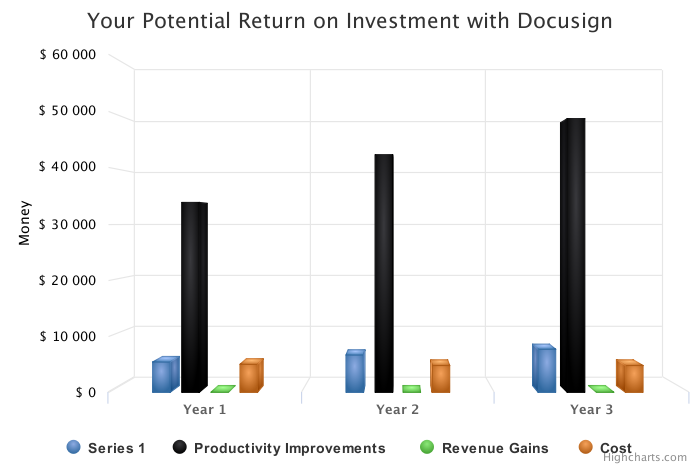 Your Potential Return on Investment with Docusign
$ 60 000
$ 50 000
$ 40 000
$ 30 000
$ 20 000
$ 10 000
$ 0
Money
Year 1 Year 2 Year 3
Series 1 Productivity Improvements Revenue Gains Cost
Highcharts.com